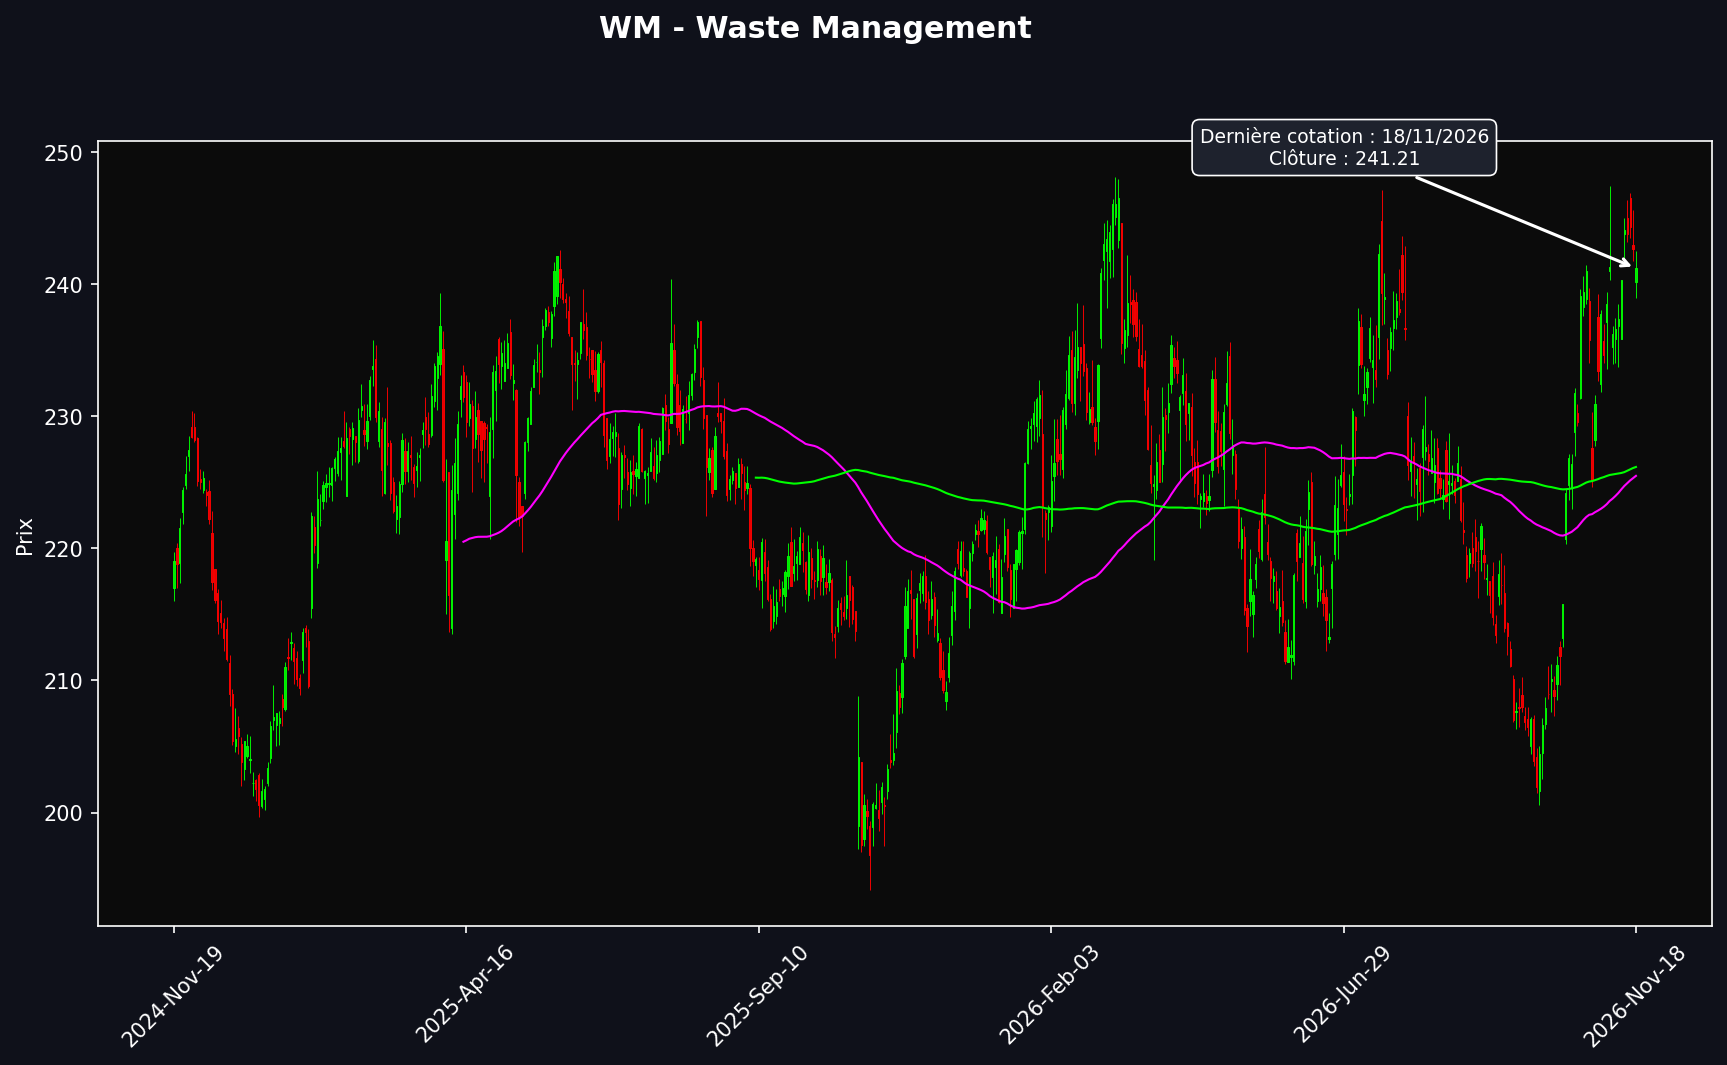 WM - Waste Management
Dernière cotation : 18/11/2026
Clôture : 241.21
Prix
250
240
230
220
210
200
2024-Nov-19
2025-Apr-16
2025-Sep-10
2026-Feb-03
2026-Jun-29
2026-Nov-18